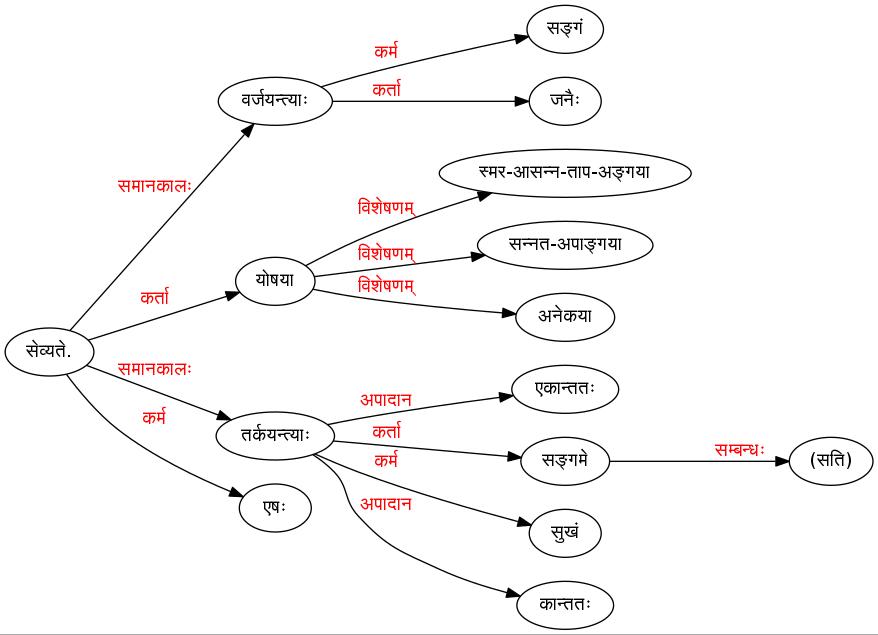 सङ्गं
कर्म
वर्जयन्त्याः
कर्ता
जनैः
स्मर-आसन्न-ताप-अङ्गया
समानकालः
विशेषणम्
सन्नत-अपाङ्गया
विशेषणम्
योषया
विशेषणम्
कर्ता
अनेकया
सेव्यते.
समानकालः
एकान्ततः
अपादान
कर्म
तर्कयन्त्याः
कर्ता
सङ्गमे
सम्बन्धः
(सति)
कर्म
एषः
अपादान
सुखं
कान्ततः